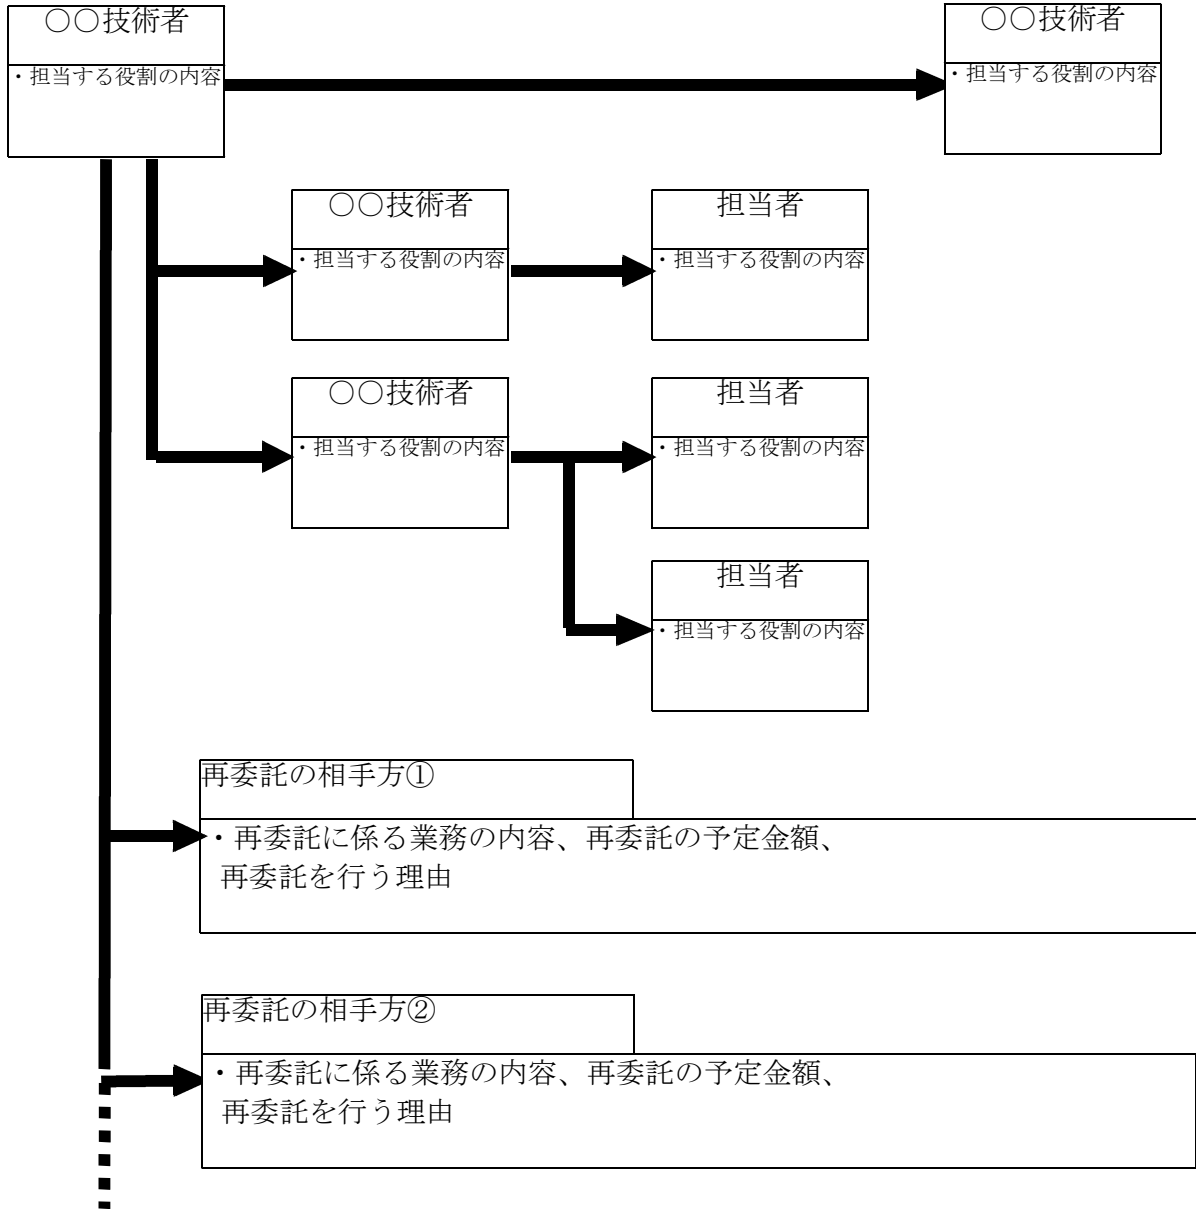 〇〇技術者
・担当する役割の内容
〇〇技術者
・担当する役割の内容
〇〇技術者
・担当する役割の内容
担当者
・担当する役割の内容
〇〇技術者
・担当する役割の内容
担当者
・担当する役割の内容
担当者
・担当する役割の内容
再委託の相手方①
・再委託に係る業務の内容、再委託の予定金額、
再委託を行う理由
再委託の相手方②
・再委託に係る業務の内容、再委託の予定金額、
再委託を行う理由